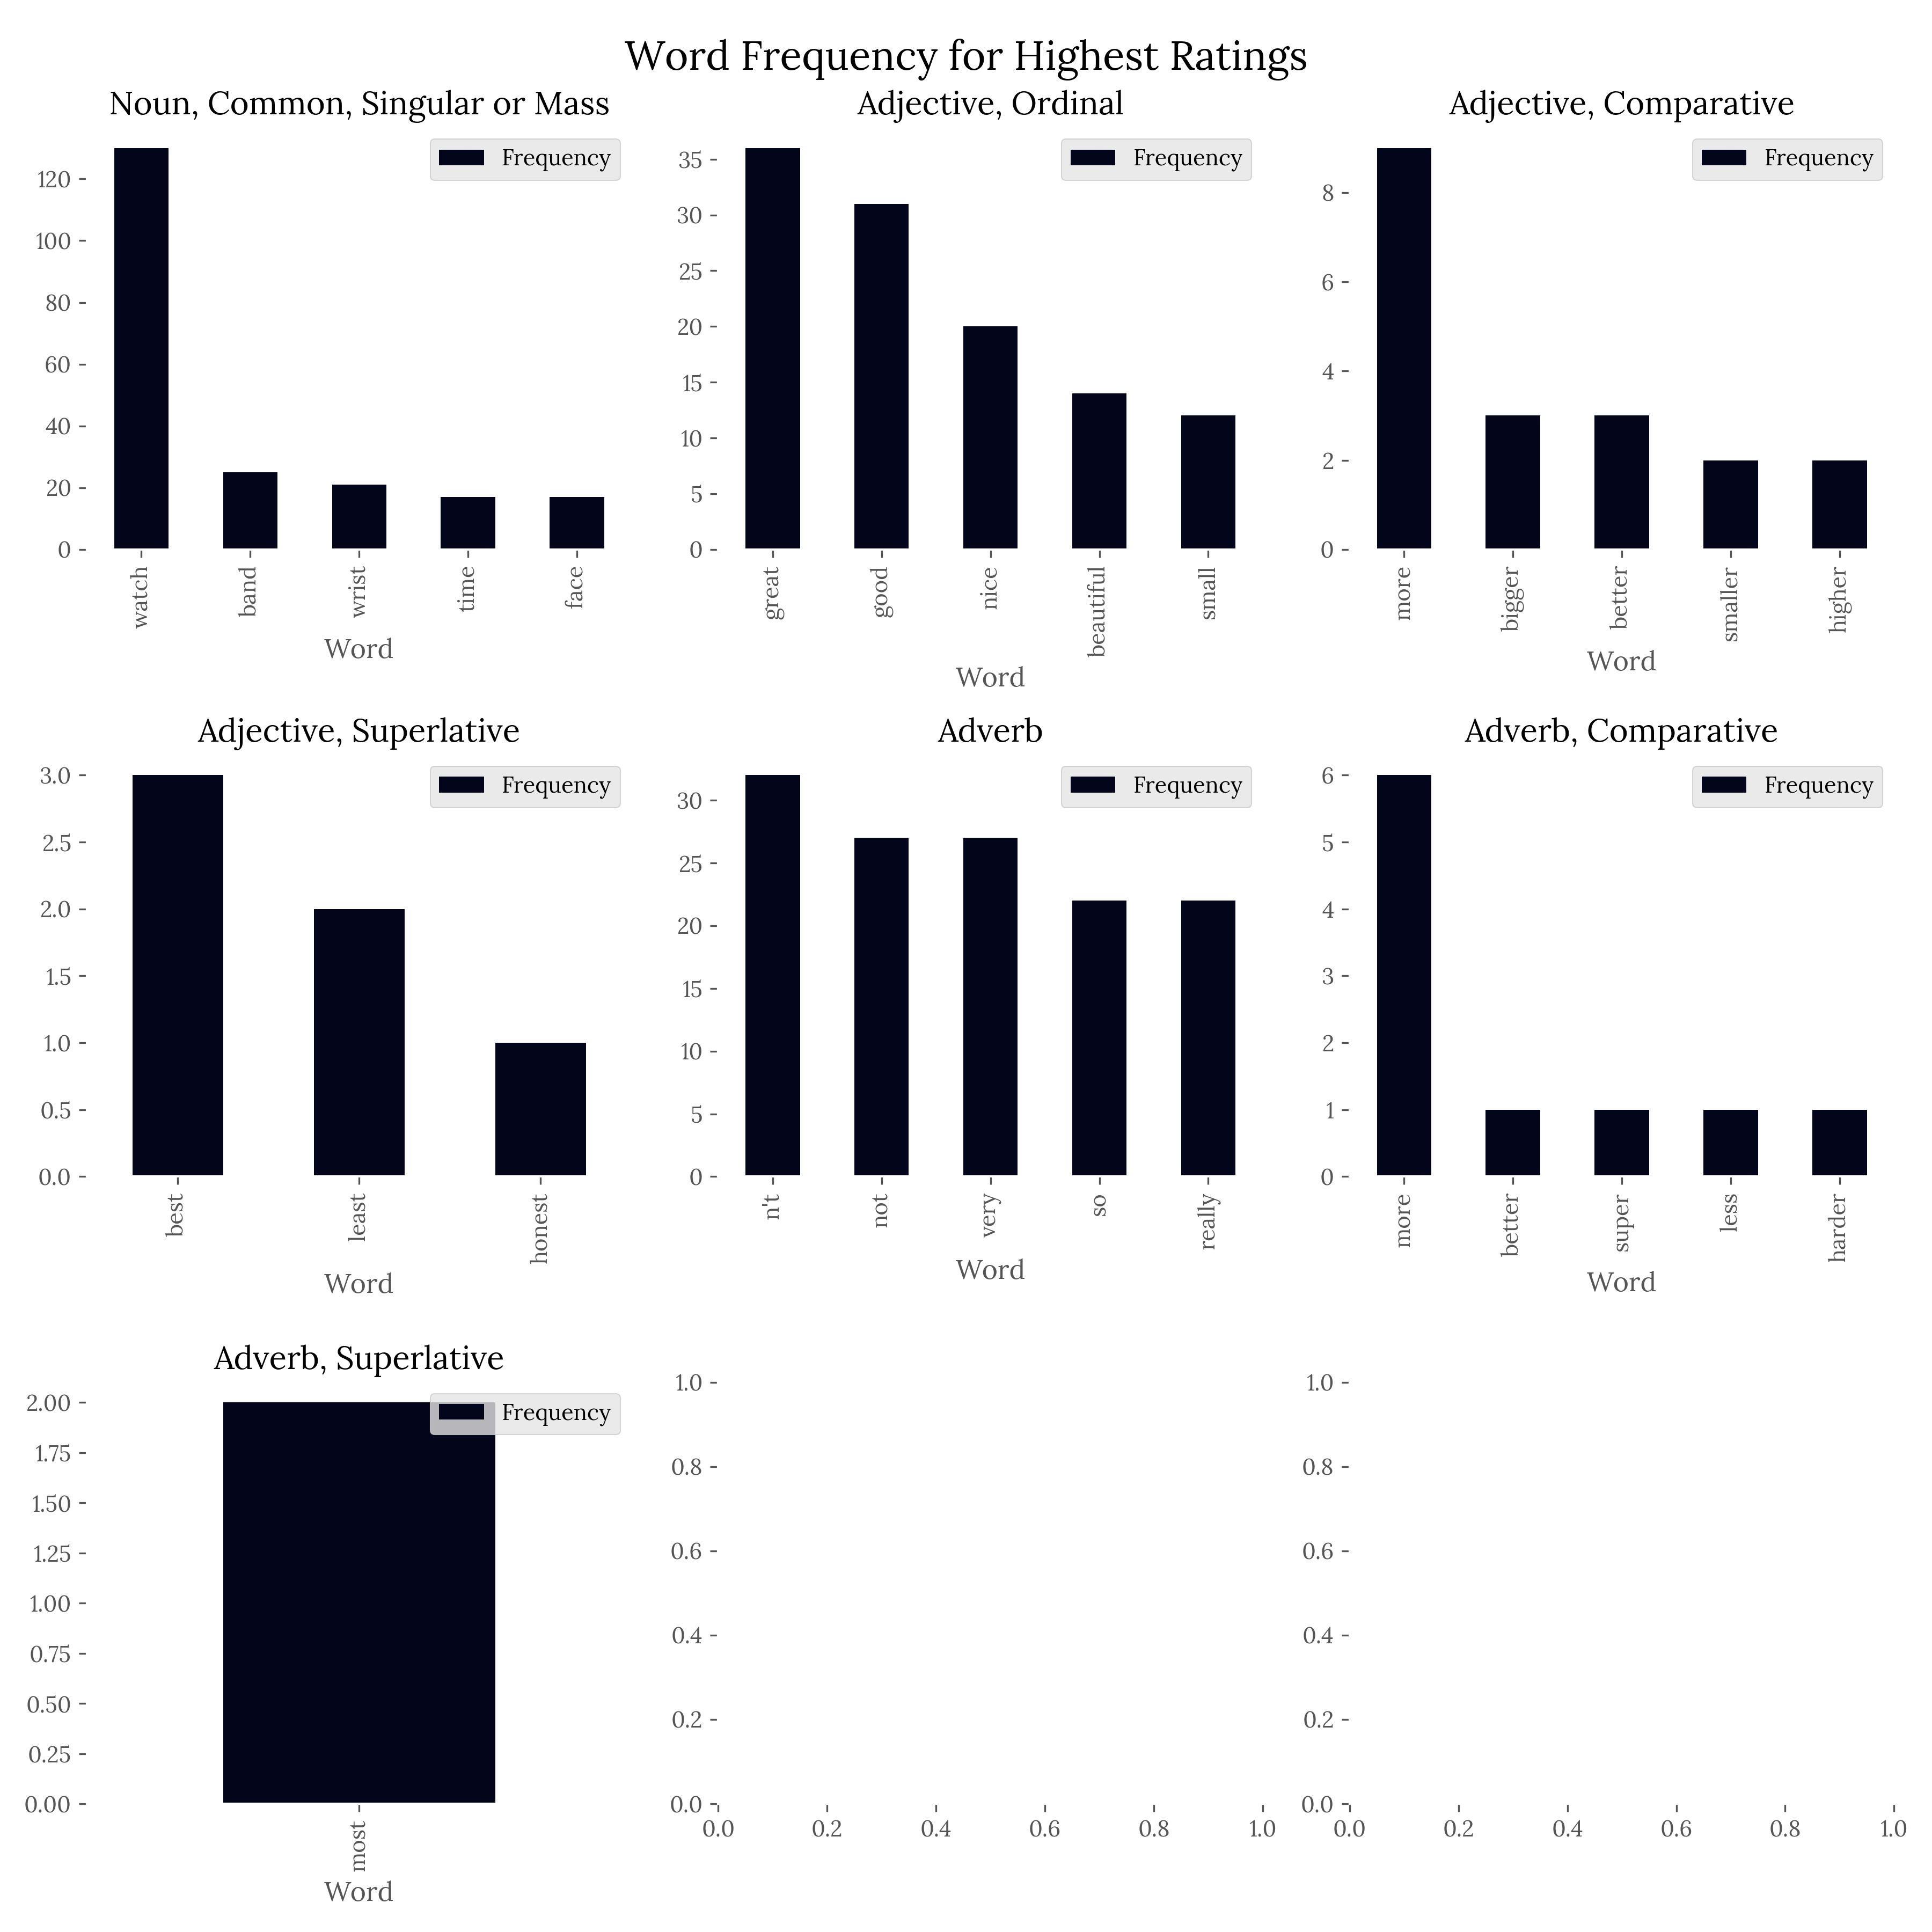 Word Frequency for Highest Ratings
Noun, Common, Singular or Mass
Frequency
120
100
80
60
40
20
0
watch
band
wrist
time
face
Word
Adjective, Ordinal
Frequency
35
30
25
20
15
10
5
0
great
good
nice
beautiful
small
Word
Adjective, Comparative
Frequency
8
6
4
2
0
more
bigger
better
smaller
higher
Word
Adjective, Superlative
Frequency
3.0
2.5
2.0
1.5
1.0
0.5
0.0
best
least
honest
Word
Adverb
Frequency
30
25
20
15
10
5
0
n't
not
very
so
really
Word
Adverb, Comparative
Frequency
6
5
4
3
2
1
0
more
better
super
less
harder
Word
Adverb, Superlative
Frequency
2.00
1.75
1.50
1.25
1.00
0.75
0.50
0.25
0.00
most
Word
1.0
0.8
0.6
0.4
0.2
0.0
0.0 0.2 0.4 0.6 0.8 1.0
1.0
0.8
0.6
0.4
0.2
0.0
0.0 0.2 0.4 0.6 0.8 1.0